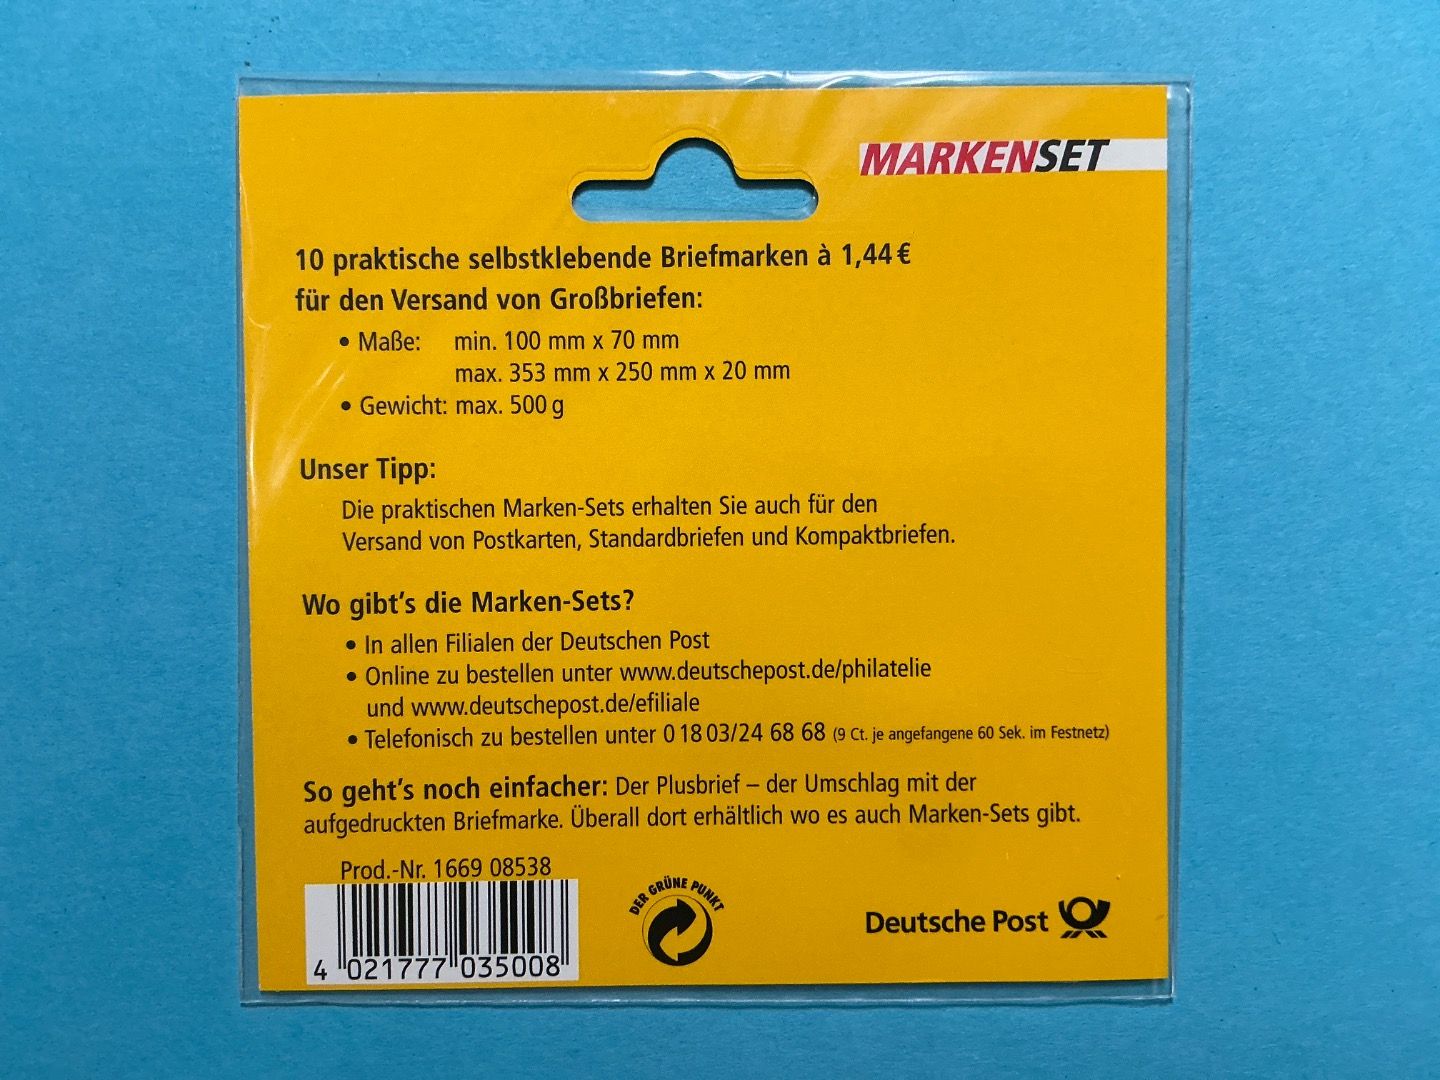 MARKENSET
10 praktische selbstklebende Briefmarken à 1,44 €
für den Versand von Großbriefen:
• Maße: min. 100 mm x 70 mm
max. 353 mm x 250 mm x 20 mm
• Gewicht: max. 500 g
Unser Tipp:
Die praktischen Marken-Sets erhalten Sie auch für den
Versand von Postkarten, Standardbriefen und Kompaktbriefen.
Wo gibt's die Marken-Sets?
• In allen Filialen der Deutschen Post
• Online zu bestellen unter www.deutschepost.de/philatelie
und www.deutschepost.de/efiliale
• Telefonisch zu bestellen unter 0 18 03/24 68 68 (9 Ct. je angefangene 60 Sek. im Festnetz)
So geht's noch einfacher: Der Plusbrief – der Umschlag mit der
aufgedruckten Briefmarke. Überall dort erhältlich wo es auch Marken-Sets gibt.
Prod.-Nr. 1669 08538
4 021777 035008
DER GRÜNE PUNKT
Deutsche Post